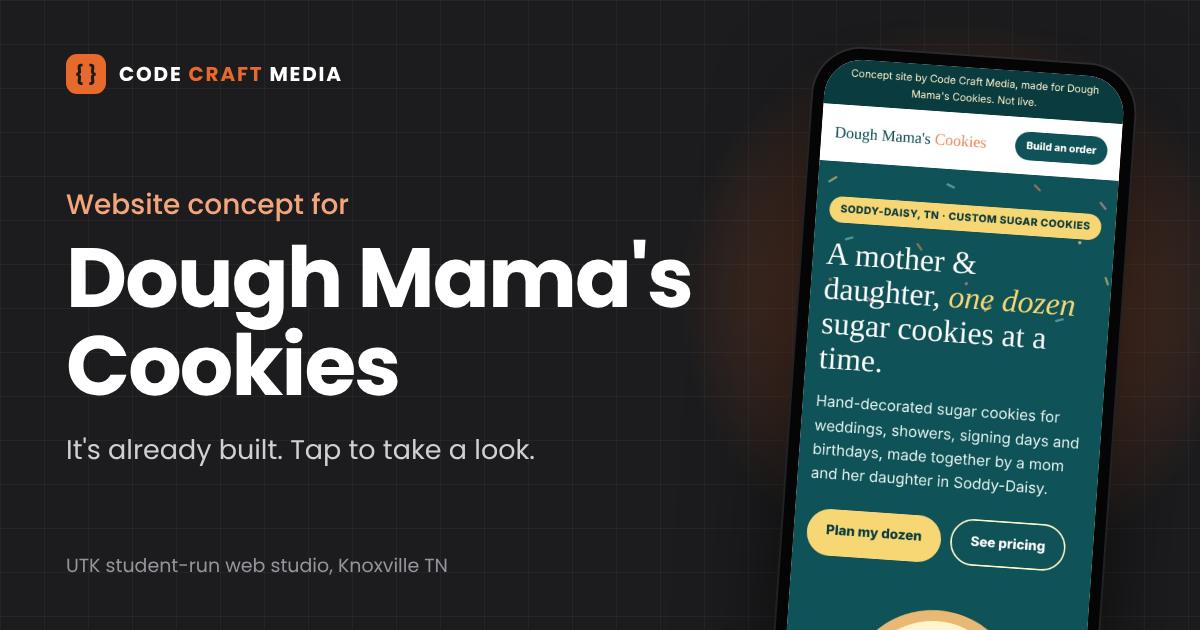 { }
CODE CRAFT MEDIA
Website concept for
Dough Mama's
Cookies
It's already built. Tap to take a look.
UTK student-run web studio, Knoxville TN
Concept site by Code Craft Media, made for Dough
Mama's Cookies. Not live.
Dough Mama's Cookies
Build an order
SODDY-DAISY, TN · CUSTOM SUGAR COOKIES
A mother &
daughter, one dozen
sugar cookies at a
time.
Hand-decorated sugar cookies for
weddings, showers, signing days and
birthdays, made together by a mom
and her daughter in Soddy-Daisy.
Plan my dozen
See pricing